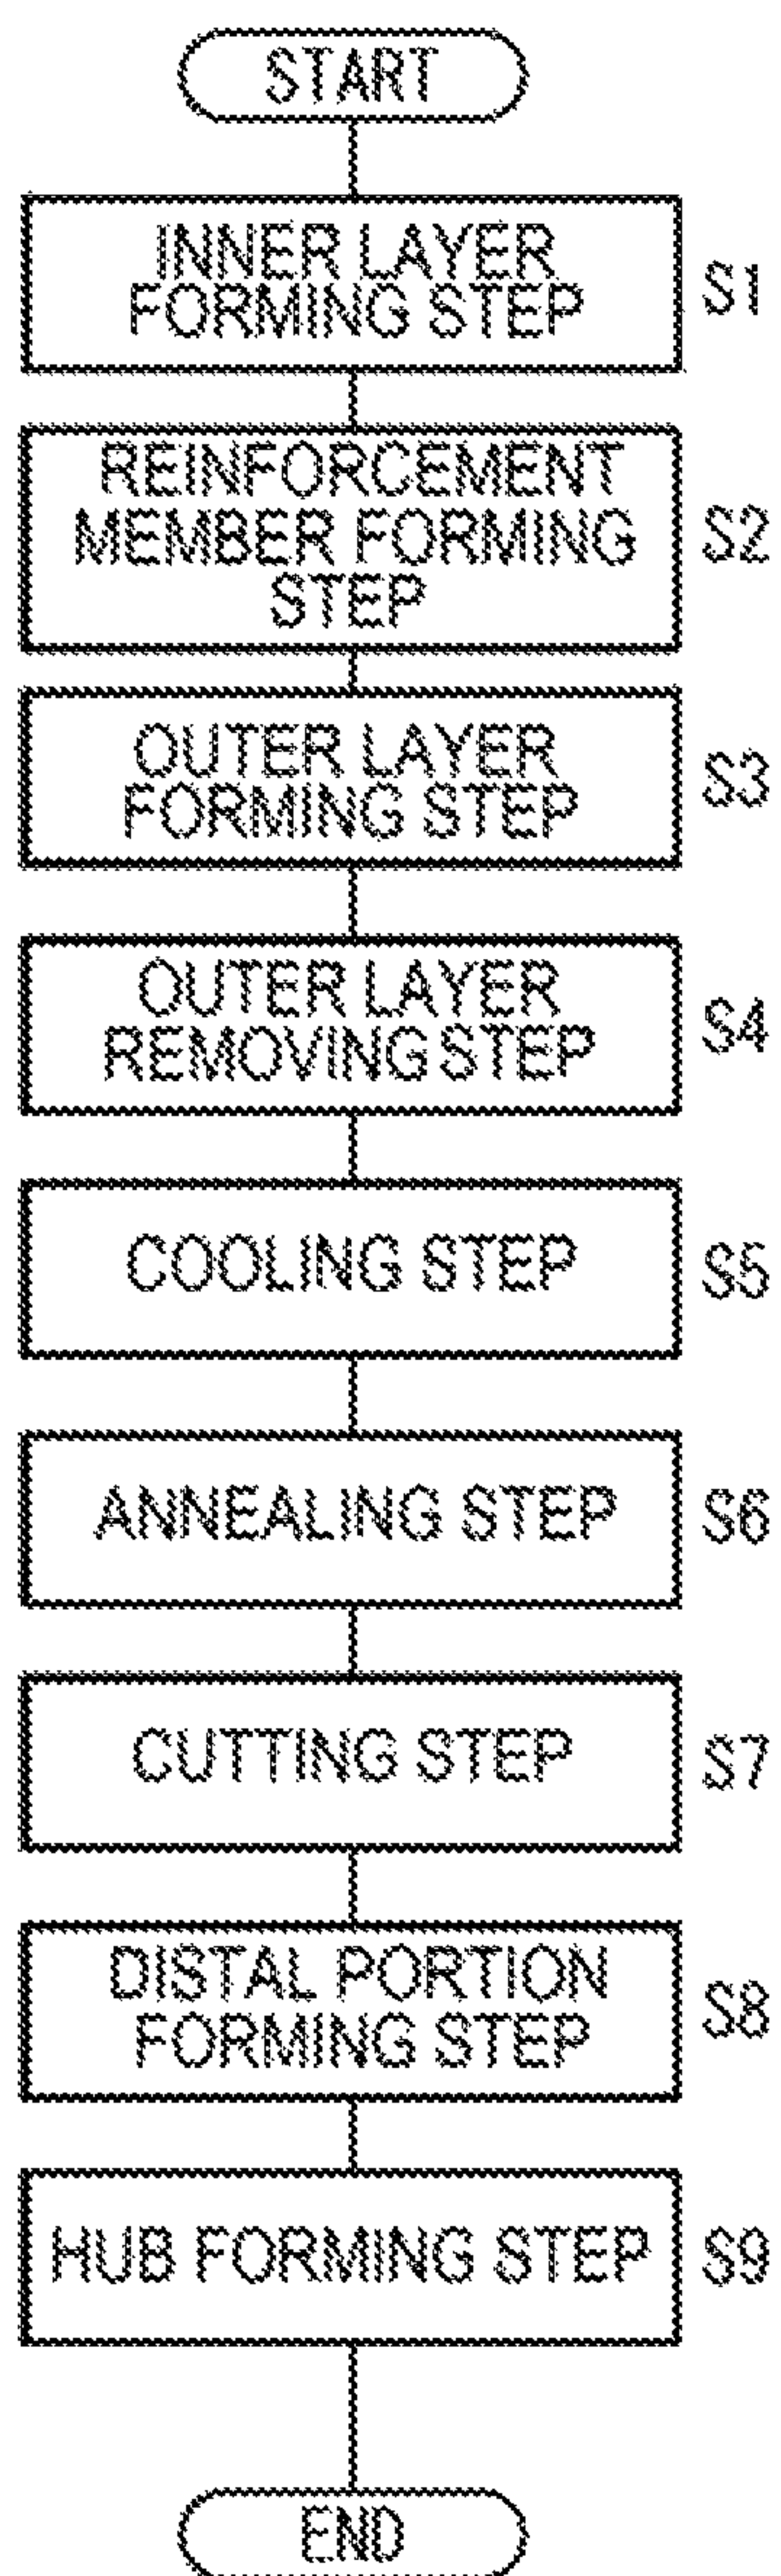 START
INNER LAYER
FORMING STEP
S1
REINFORCEMENT
MEMBER FORMING
STEP
S2
OUTER LAYER
FORMING STEP
S3
OUTER LAYER
REMOVING STEP
S4
COOLING STEP
S5
ANNEALING STEP
S6
CUTTING STEP
S7
DISTAL PORTION
FORMING STEP
S8
HUB FORMING STEP
S9
END